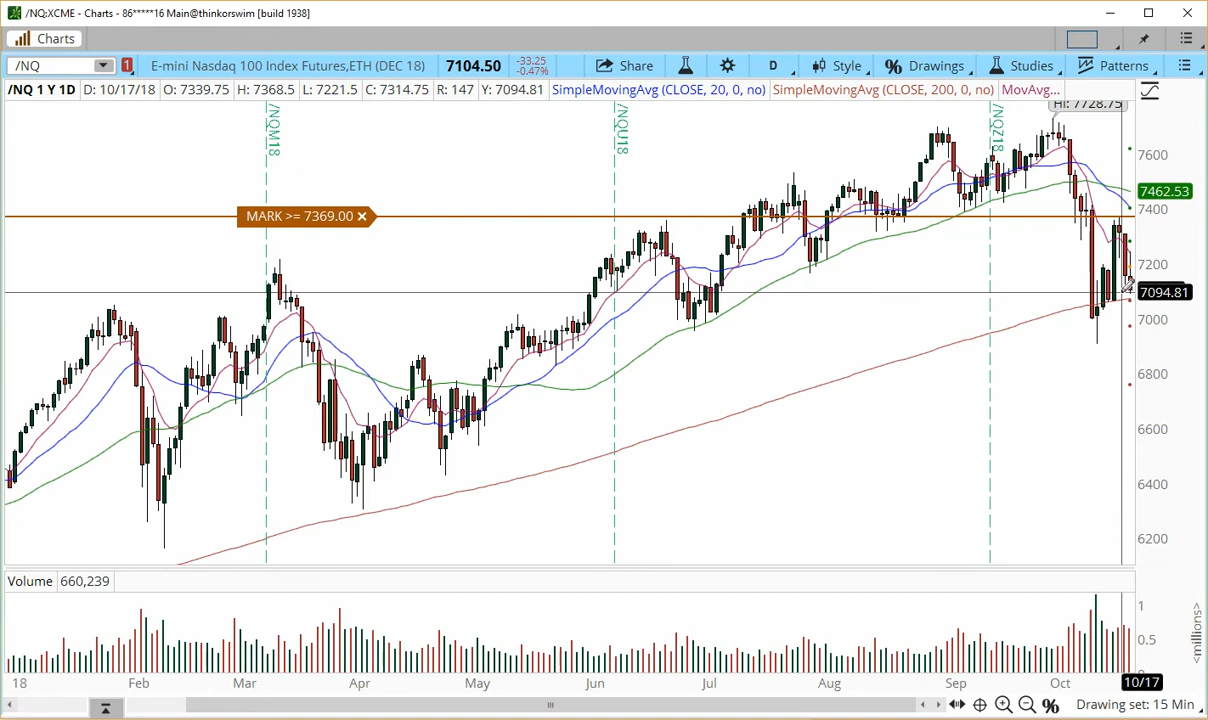 /NQ:XCME - Charts - 86*****16 Main@thinkorswim [build 1938]
Charts
/NQ 1 E-mini Nasdaq 100 Index Futures,ETH (DEC 18) 7104.50 -33.25 -0.47% Share D Style Drawings Studies Patterns
/NQ 1 Y 1D D: 10/17/18 O: 7339.75 H: 7368.5 L: 7221.5 C: 7314.75 R: 147 Y: 7094.81 SimpleMovingAvg (CLOSE, 20, 0, no) SimpleMovingAvg (CLOSE, 200, 0, no) MovAvg...
Hi: 7728.75
/NQM18
/NQU18
/NQZ18
7600
7462.53
7400
MARK >= 7369.00
7200
7094.81
7000
6800
6600
6400
6200
Volume 660,239
1
0.5
<millions>
18 Feb Mar Apr May Jun Jul Aug Sep Oct 10/17
Drawing set: 15 Min